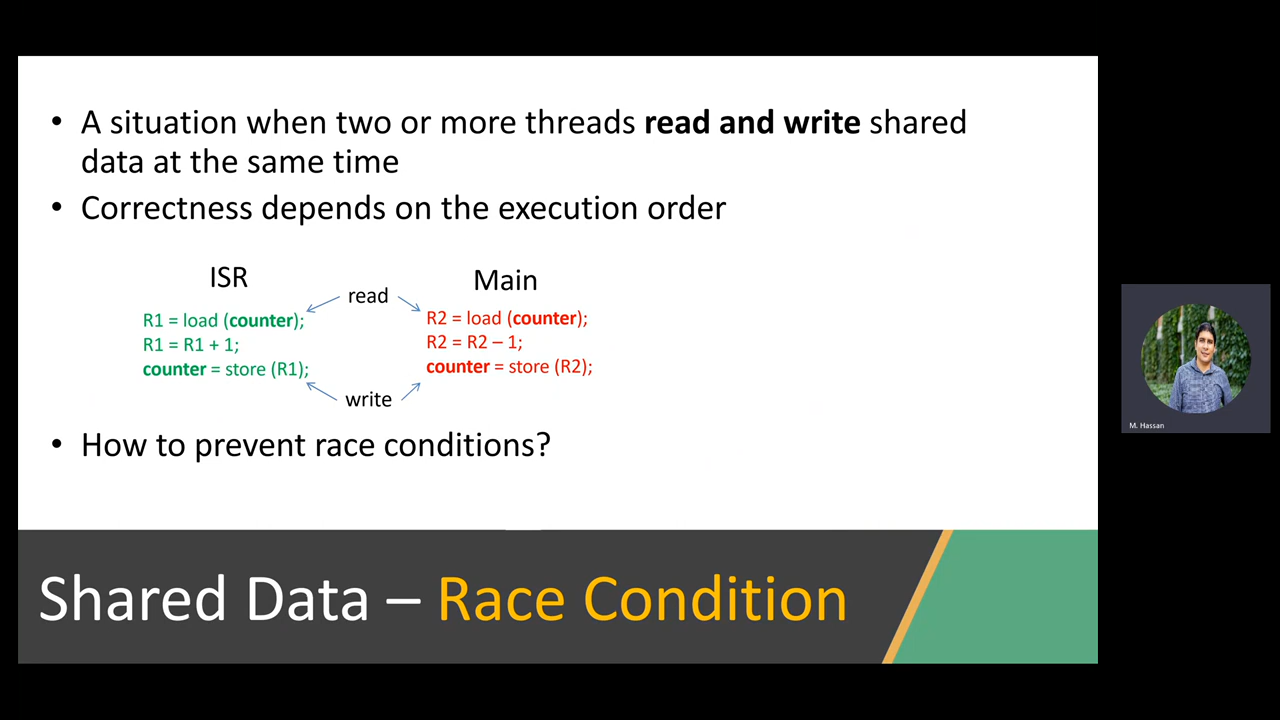 • A situation when two or more threads read and write shared
data at the same time
• Correctness depends on the execution order
ISR
Main
read
R1 = load (counter);
R1 = R1 + 1;
counter = store (R1);
R2 = load (counter);
R2 = R2 – 1;
counter = store (R2);
write
• How to prevent race conditions?
Shared Data – Race Condition
M. Hassan